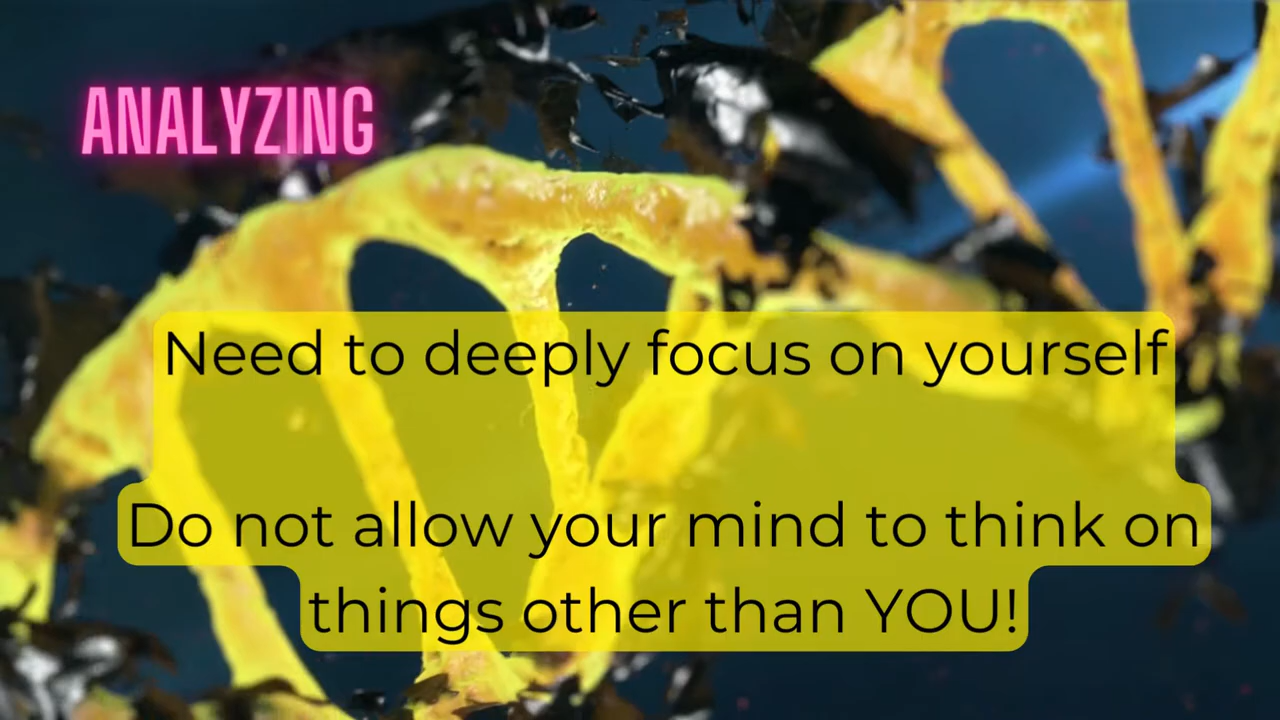 ANALYZING
Need to deeply focus on yourself
Do not allow your mind to think on
things other than YOU!